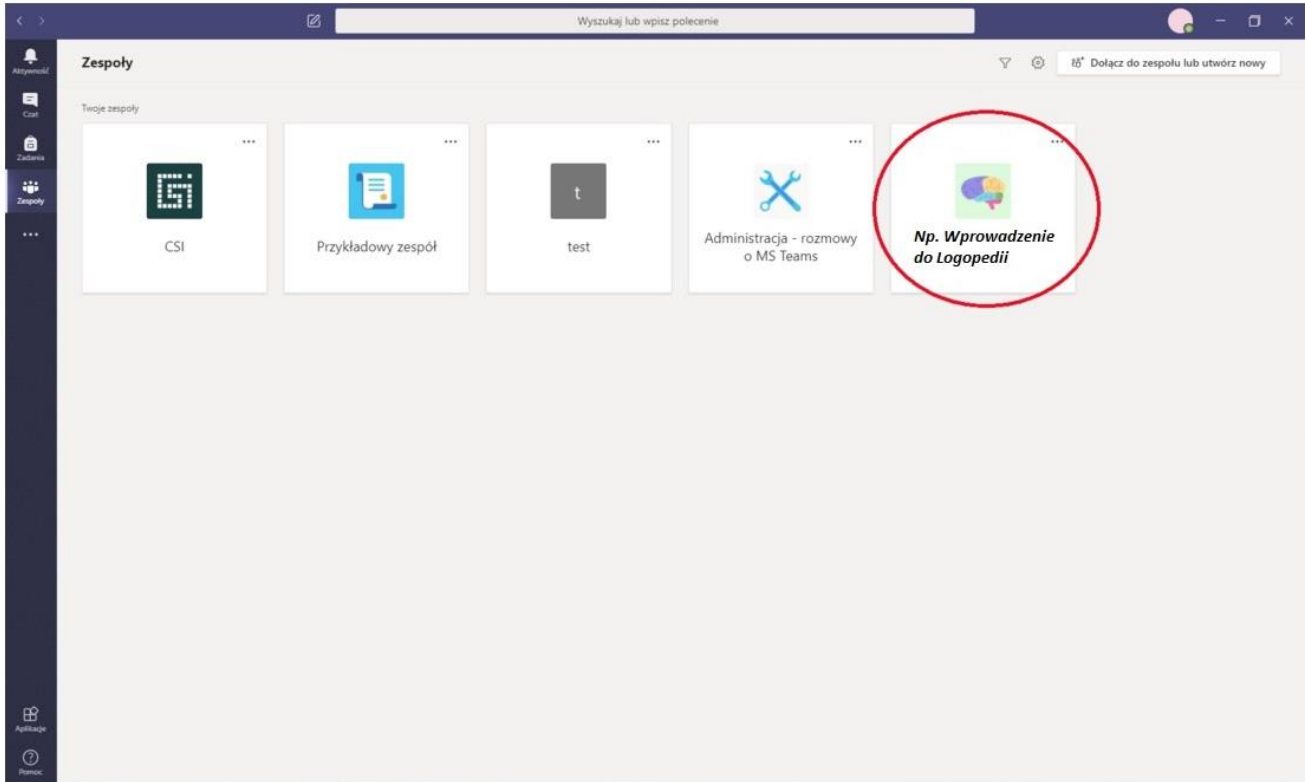 Wyszukaj lub wpisz polecenie
Aktywność
Czat
Zadania
Zespoły
Aplikacje
Pomoc
Zespoły
Dołącz do zespołu lub utwórz nowy
Twoje zespoły
CSI
Przykładowy zespół
t
test
Administracja - rozmowy
o MS Teams
Np. Wprowadzenie
do Logopedii